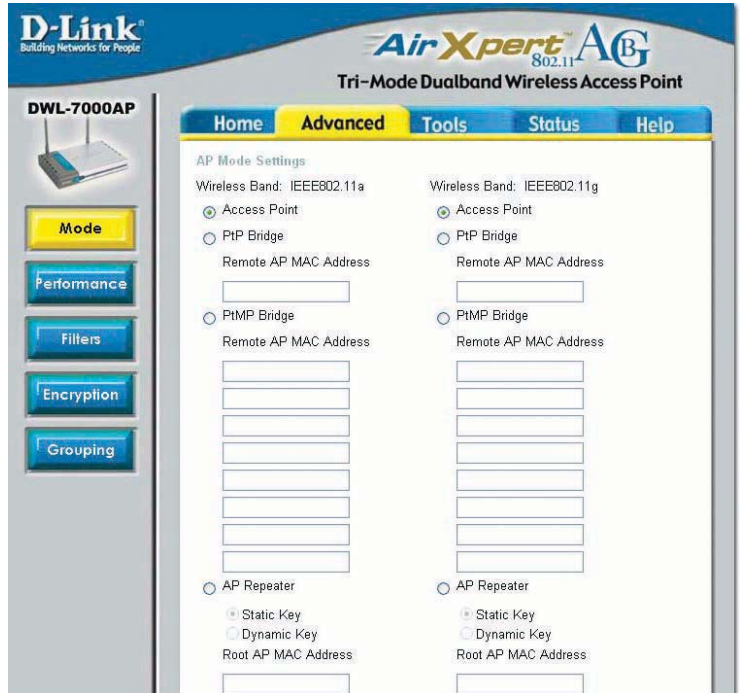 D-Link®
Building Networks for People
Air Xpert™ ABG
802.11
Tri-Mode Dualband Wireless Access Point
DWL-7000AP
Home Advanced Tools Status Help
AP Mode Settings
Wireless Band: IEEE802.11a Wireless Band: IEEE802.11g
Access Point Access Point
PtP Bridge PtP Bridge
Remote AP MAC Address Remote AP MAC Address
PtMP Bridge PtMP Bridge
Remote AP MAC Address Remote AP MAC Address
AP Repeater AP Repeater
Static Key Static Key
Dynamic Key Dynamic Key
Root AP MAC Address Root AP MAC Address
Mode
Performance
Filters
Encryption
Grouping